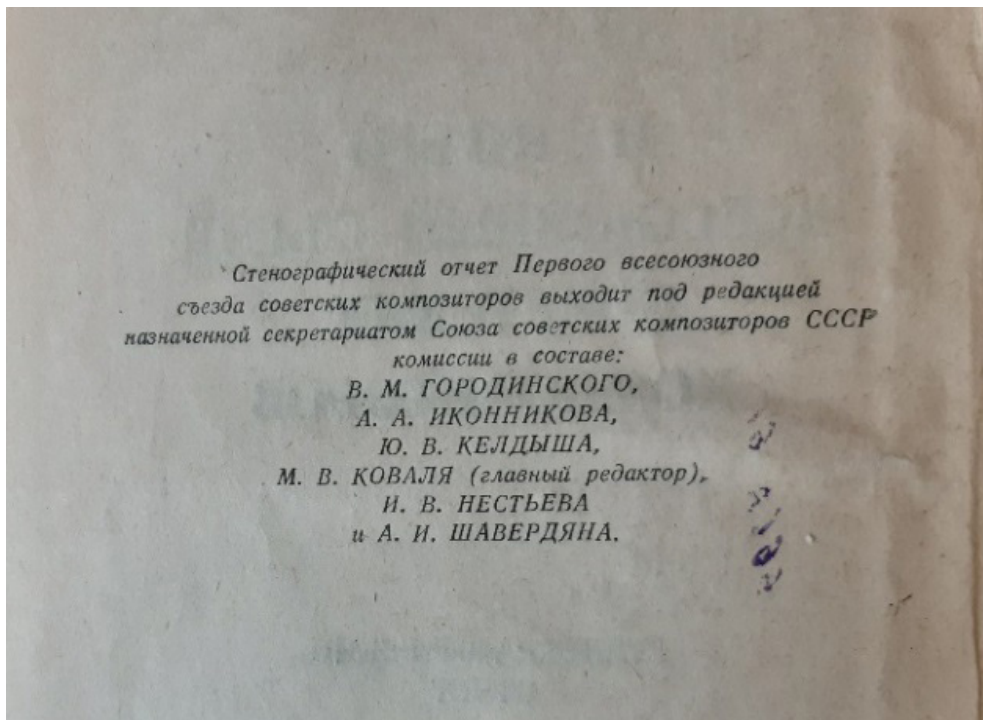 Стенографический отчет Первого всесоюзного
съезда советских композиторов выходит под редакцией
назначенной секретариатом Союза советских композиторов СССР
комиссии в составе:
В. М. ГОРОДИНСКОГО,
А. А. ИКОННИКОВА,
Ю. В. КЕЛДЫША,
М. В. КОВАЛЯ (главный редактор),
И. В. НЕСТЬЕВА
и А. И. ШАВЕРДЯНА.